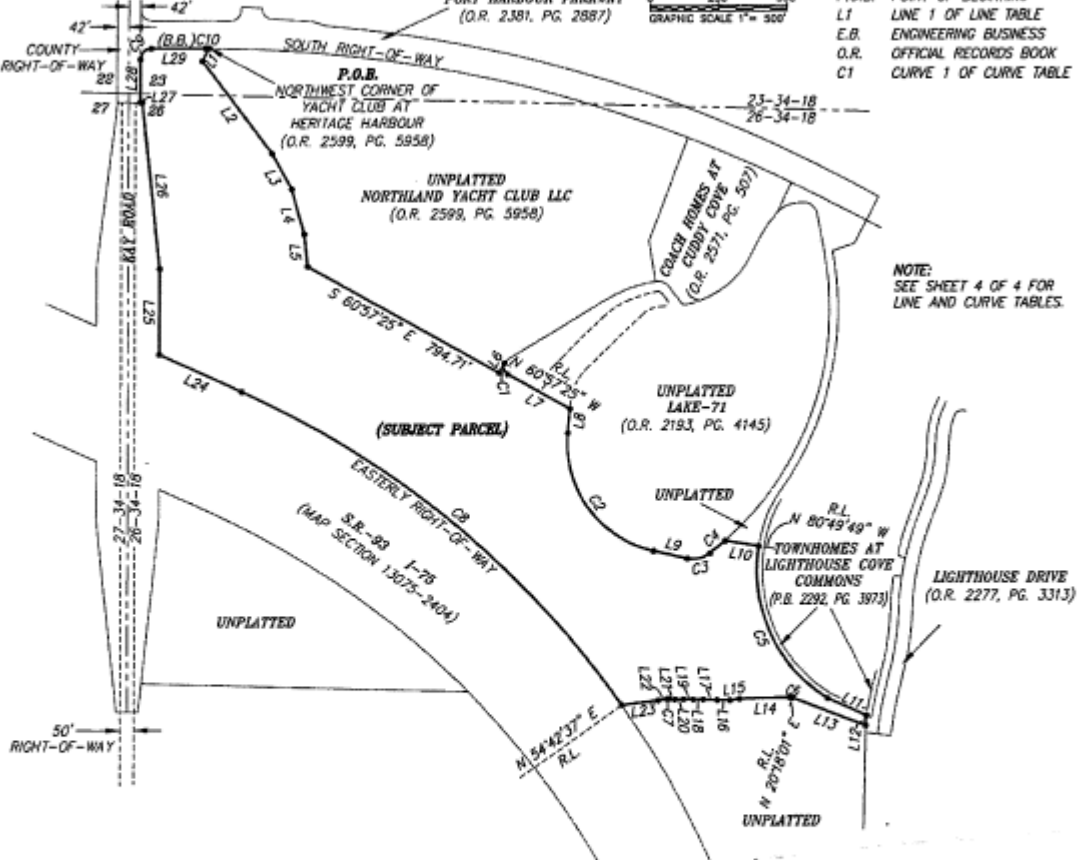 42'
42'
(O.R. 2381, PG. 2887)
GRAPHIC SCALE 1"= 500'
L1 LINE 1 OF LINE TABLE
E.B. ENGINEERING BUSINESS
O.R. OFFICIAL RECORDS BOOK
C1 CURVE 1 OF CURVE TABLE
COUNTY
RIGHT-OF-WAY
C9
(B.B.)
C10
L29
L28
L1
SOUTH RIGHT-OF-WAY
22
23
27
26
L27
P.O.B.
NORTHWEST CORNER OF
YACHT CLUB AT
HERITAGE HARBOUR
(O.R. 2599, PG. 5958)
23-34-18
26-34-18
L2
L3
L4
L5
L26
KAY ROAD
L25
L24
UNPLATTED
NORTHLAND YACHT CLUB LLC
(O.R. 2599, PG. 5958)
COACH HOMES AT
CUDDY COVE
(O.R. 2571, PG. 507)
NOTE:
SEE SHEET 4 OF 4 FOR
LINE AND CURVE TABLES.
S 60°57'25" E 794.71'
L6
C1
R.L.
N 60°57'25" W
L7
L8
UNPLATTED
LAKE-71
(O.R. 2193, PG. 4145)
(SUBJECT PARCEL)
EASTERLY RIGHT-OF-WAY
C8
S.R.-93
I-75
(MAP SECTION 13075-2404)
27-34-18
26-34-18
C2
UNPLATTED
L9
C3
C4
L10
R.L.
N 80°49'49" W
TOWNHOMES AT
LIGHTHOUSE COVE
COMMONS
(P.B. 2292, PG. 3973)
LIGHTHOUSE DRIVE
(O.R. 2277, PG. 3313)
UNPLATTED
C5
L11
L12
L13
C6
L14
L15
L16
L17
L18
L19
L20
L21
C7
L22
L23
50'
RIGHT-OF-WAY
N 54°42'37" E
R.L.
R.L.
N 20°18'01" E
UNPLATTED